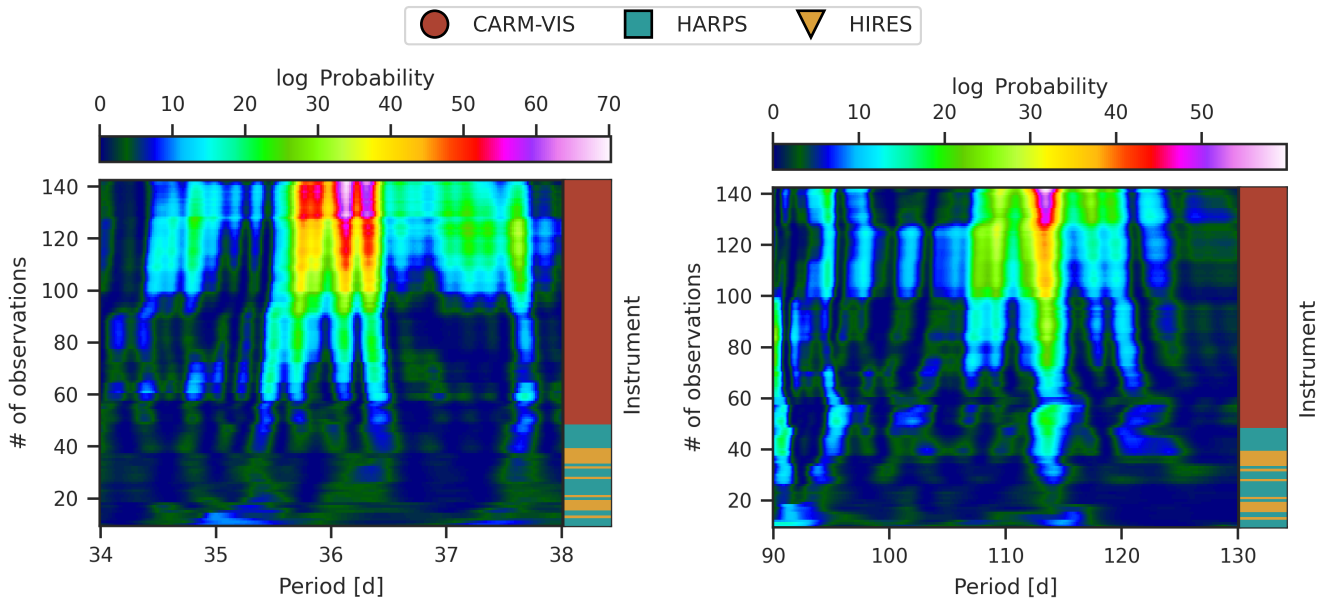 CARM-VIS HARPS HIRES
log Probability
0 10 20 30 40 50 60 70
140
120
100
80
60
40
20
# of observations
34 35 36 37 38
Period [d]
Instrument
log Probability
0 10 20 30 40 50
140
120
100
80
60
40
20
# of observations
90 100 110 120 130
Period [d]
Instrument